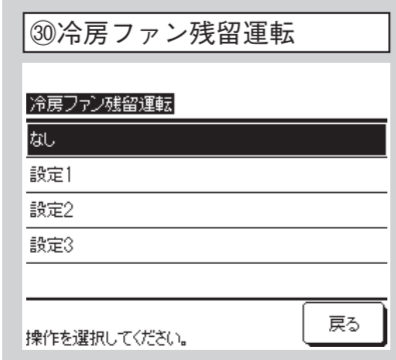 ㉚冷房ファン残留運転
冷房ファン残留運転
なし
設定1
設定2
設定3
操作を選択してください。
戻る